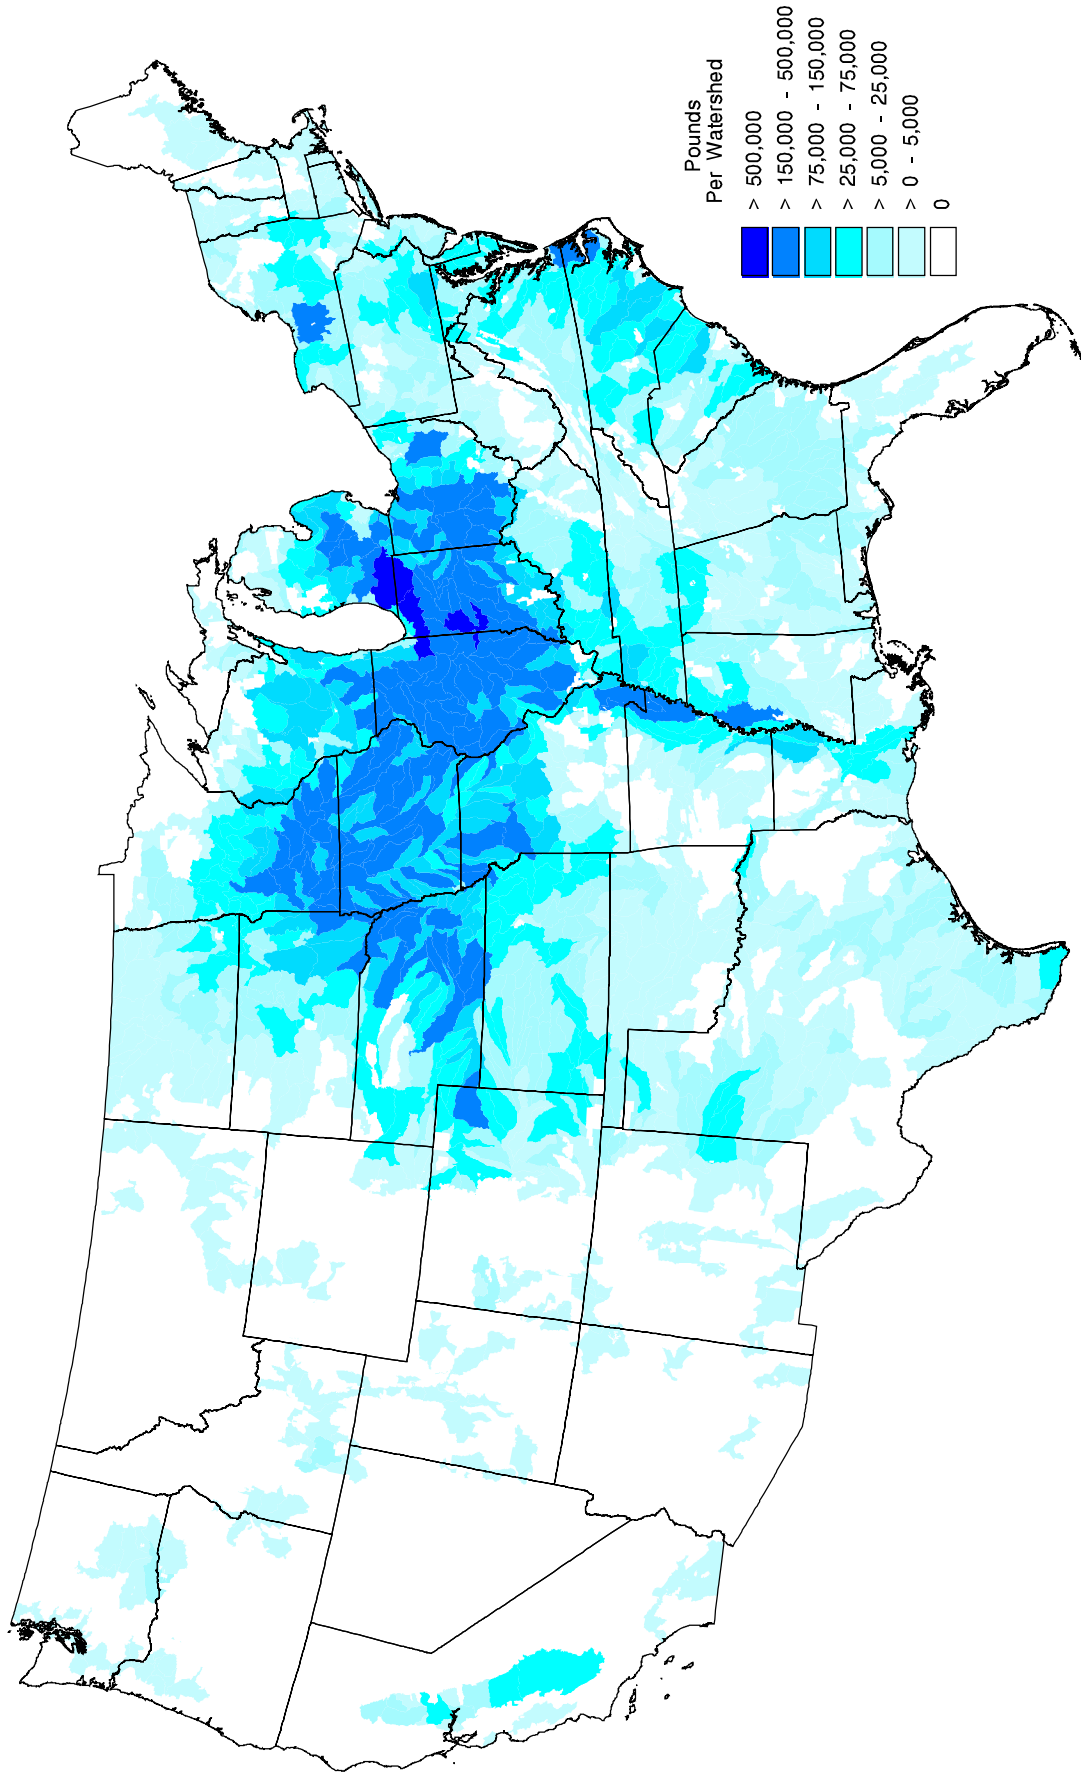 Pounds
Per Watershed
> 500,000
> 150,000 - 500,000
> 75,000 - 150,000
> 25,000 - 75,000
> 5,000 - 25,000
> 0 - 5,000
0